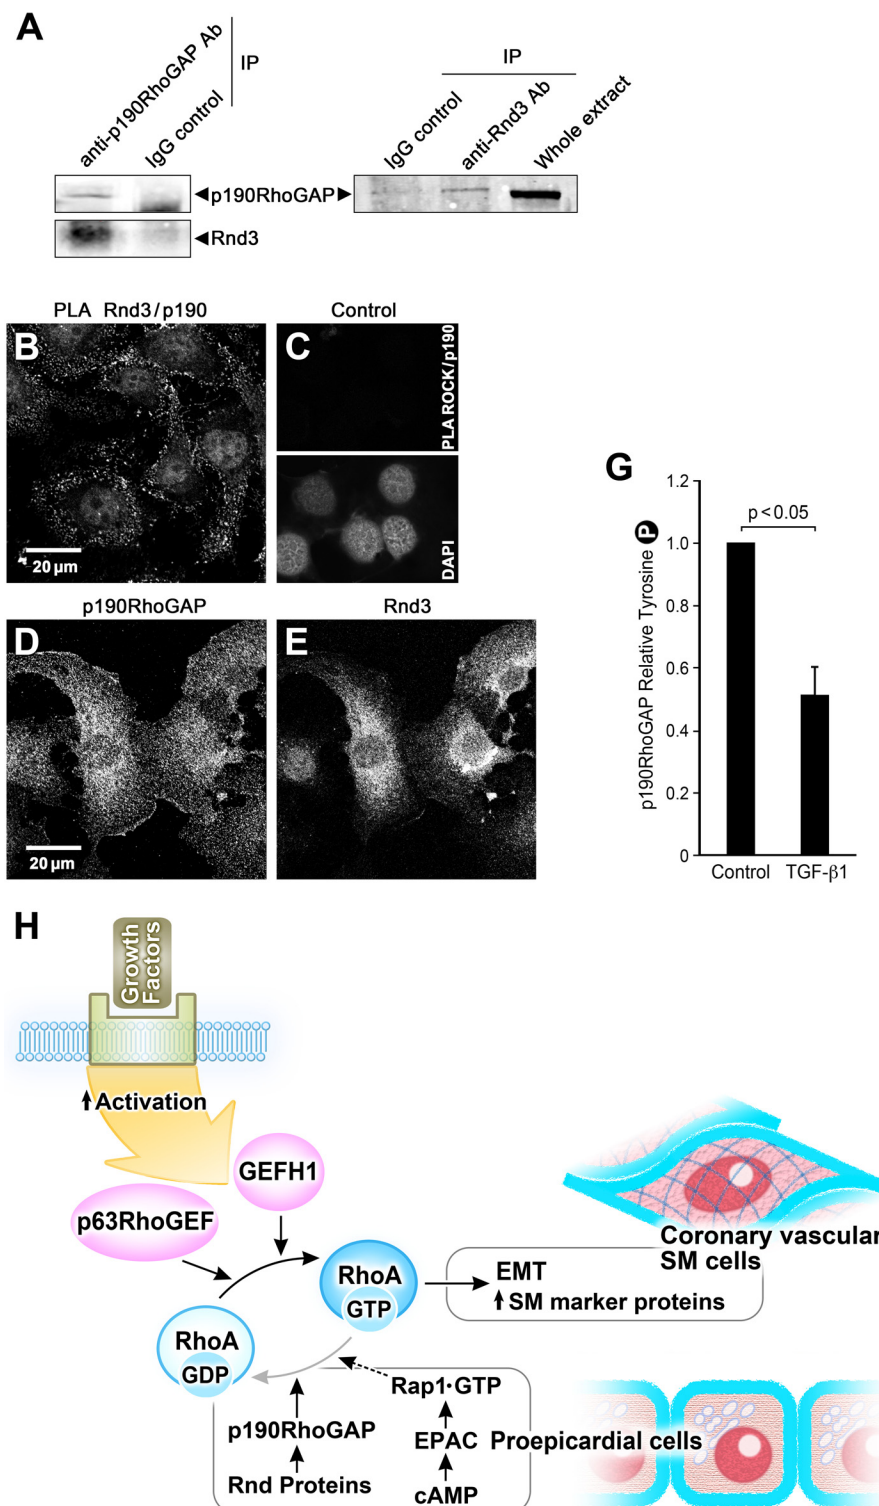 A
anti-p190RhoGAP Ab
IgG control
IP
IP
IgG control
anti-Rnd3 Ab
Whole extract
p190RhoGAP
Rnd3
PLA Rnd3/p190
Control
B
C
PLA ROCK/p190
20 µm
DAPI
p190RhoGAP
Rnd3
D
E
20 µm
G
p190RhoGAP Relative Tyrosine P
1.2
1.0
0.8
0.6
0.4
0.2
0
p<0.05
Control
TGF-β1
H
Growth
Factors
Activation
GEFH1
p63RhoGEF
RhoA
GTP
RhoA
GDP
EMT
SM marker proteins
Coronary vascular
SM cells
Rap1·GTP
p190RhoGAP
EPAC
Proepicardial cells
Rnd Proteins
cAMP